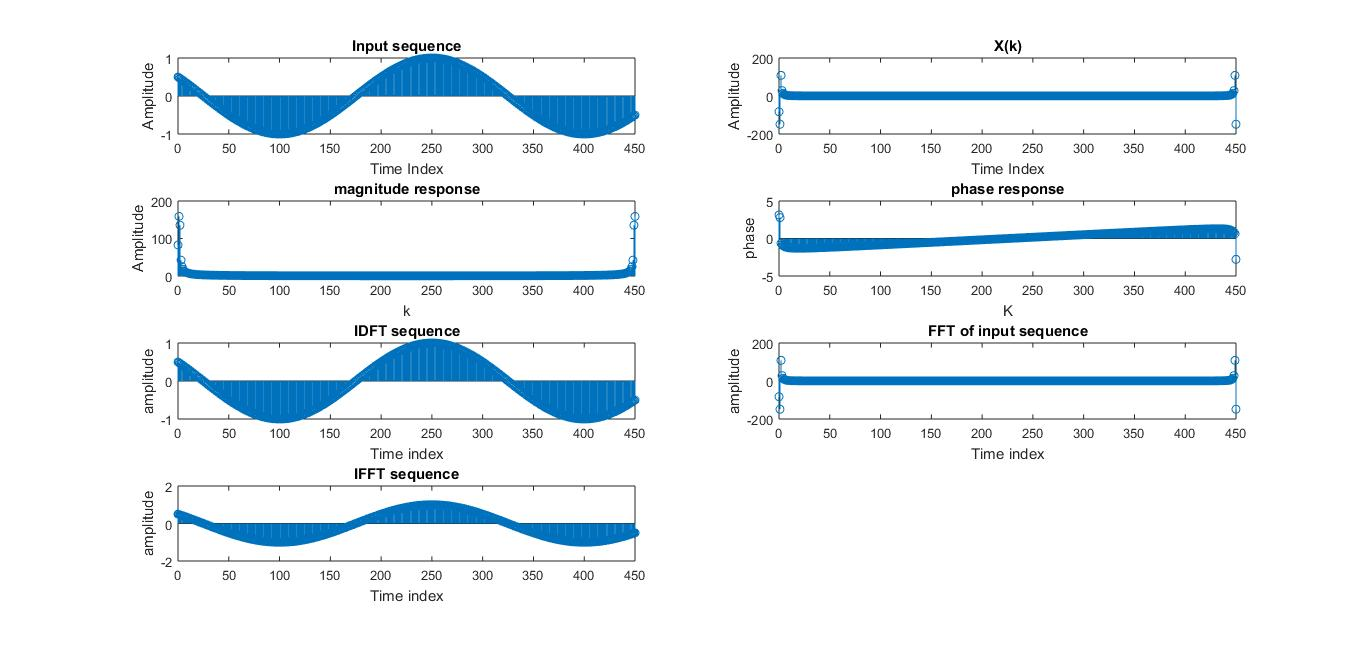 Input sequence
1
0
-1
Amplitude
0 50 100 150 200 250 300 350 400 450
Time Index
X(k)
200
0
-200
Amplitude
0 50 100 150 200 250 300 350 400 450
Time Index
magnitude response
200
100
0
Amplitude
0 50 100 150 200 250 300 350 400 450
k
phase response
5
0
-5
phase
0 50 100 150 200 250 300 350 400 450
K
IDFT sequence
1
0
-1
amplitude
0 50 100 150 200 250 300 350 400 450
Time index
FFT of input sequence
200
0
-200
amplitude
0 50 100 150 200 250 300 350 400 450
Time index
IFFT sequence
2
0
-2
amplitude
0 50 100 150 200 250 300 350 400 450
Time index